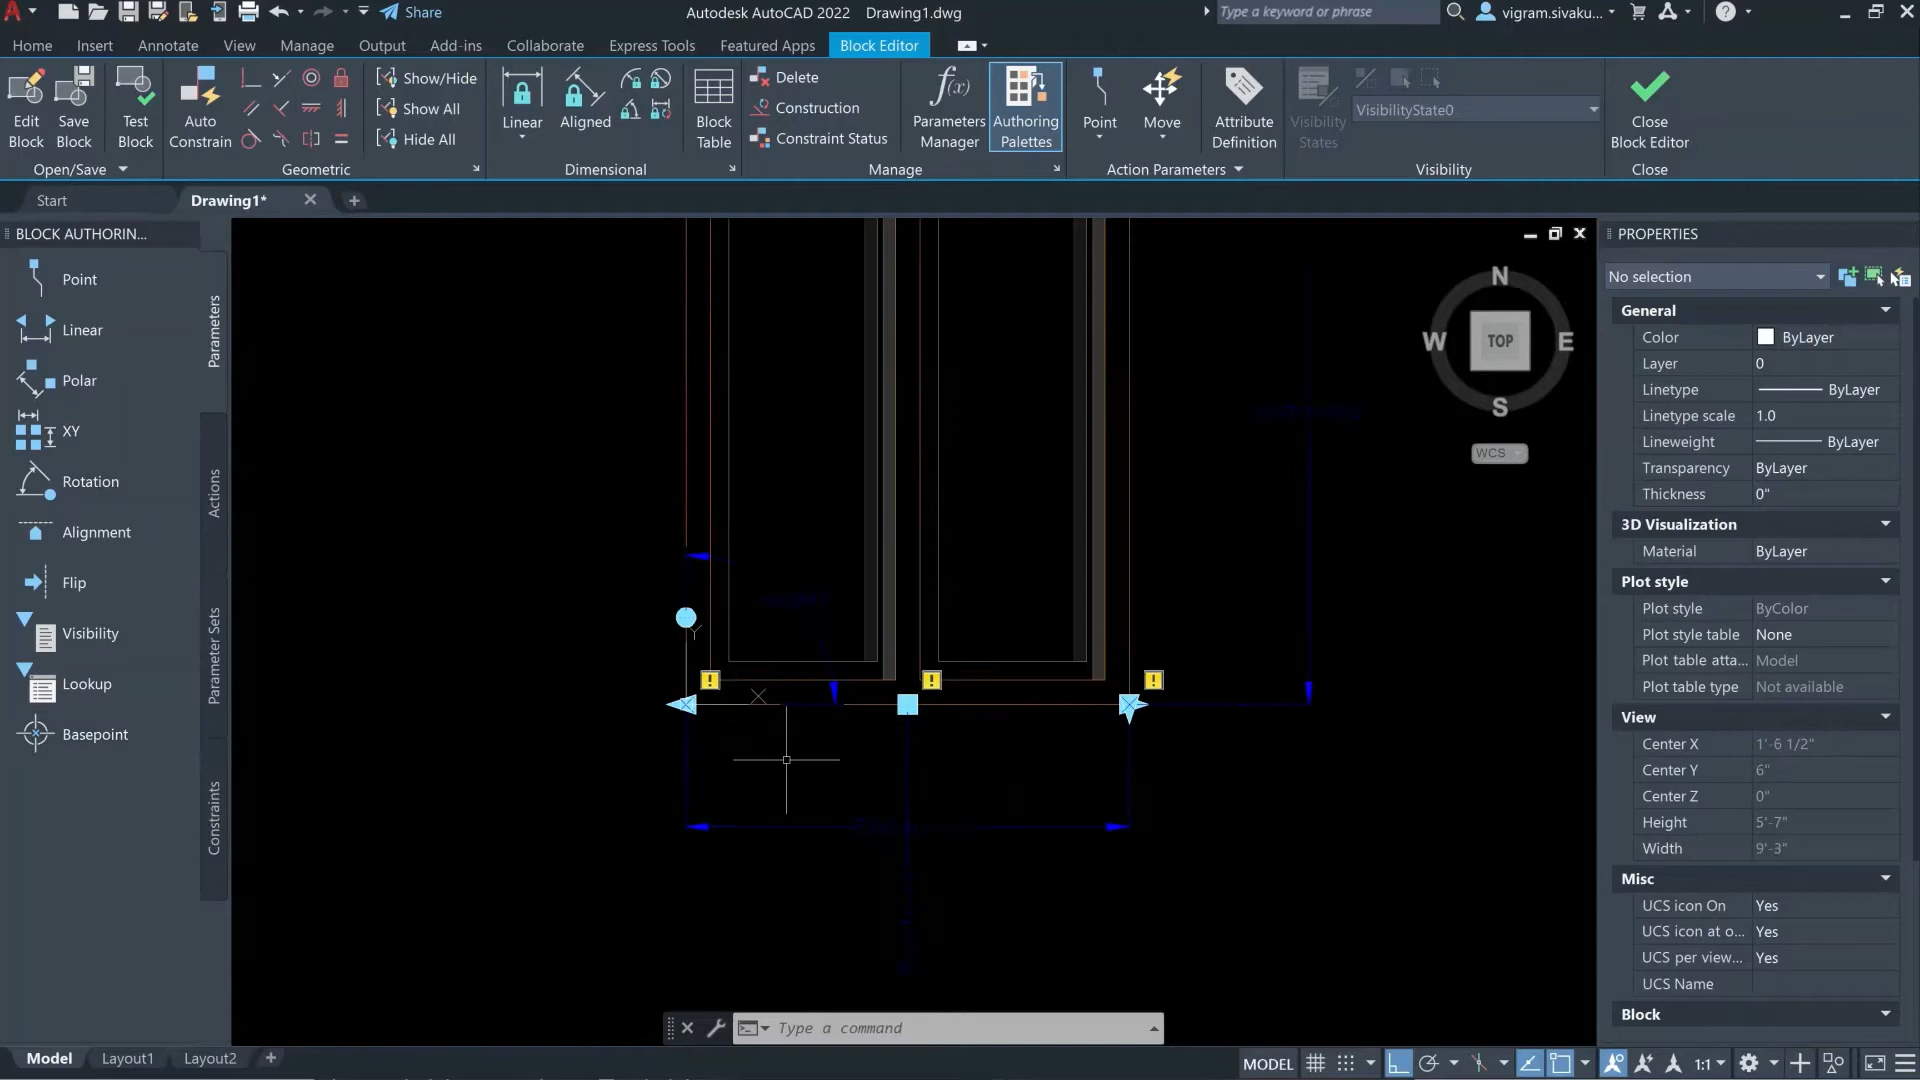 Share
Autodesk AutoCAD 2022 Drawing1.dwg
Type a keyword or phrase
vigram.sivaku...
Home Insert Annotate View Manage Output Add-ins Collaborate Express Tools Featured Apps Block Editor
Edit Block
Save Block
Test Block
Auto Constrain
Show/Hide
Show All
Hide All
Linear
Aligned
Block Table
Delete
Construction
Constraint Status
f(x)
Parameters Manager
Authoring Palettes
Point
Move
Attribute Definition
Visibility States
VisibilityState0
Close Block Editor
Open/Save Geometric Dimensional Manage Action Parameters Visibility Close
Start Drawing1*
BLOCK AUTHORIN...
Point
Linear
Polar
XY
Rotation
Alignment
Flip
Visibility
Lookup
Basepoint
Parameters
Actions
Parameter Sets
Constraints
N
W TOP E
S
WCS
Y
PROPERTIES
No selection
General
Color ByLayer
Layer 0
Linetype ByLayer
Linetype scale 1.0
Lineweight ByLayer
Transparency ByLayer
Thickness 0"
3D Visualization
Material ByLayer
Plot style
Plot style ByColor
Plot style table None
Plot table atta... Model
Plot table type Not available
View
Center X 1'-6 1/2"
Center Y 6"
Center Z 0"
Height 5'-7"
Width 9'-3"
Misc
UCS icon On Yes
UCS icon at o... Yes
UCS per view... Yes
UCS Name
Block
Type a command
Model Layout1 Layout2
MODEL 1:1